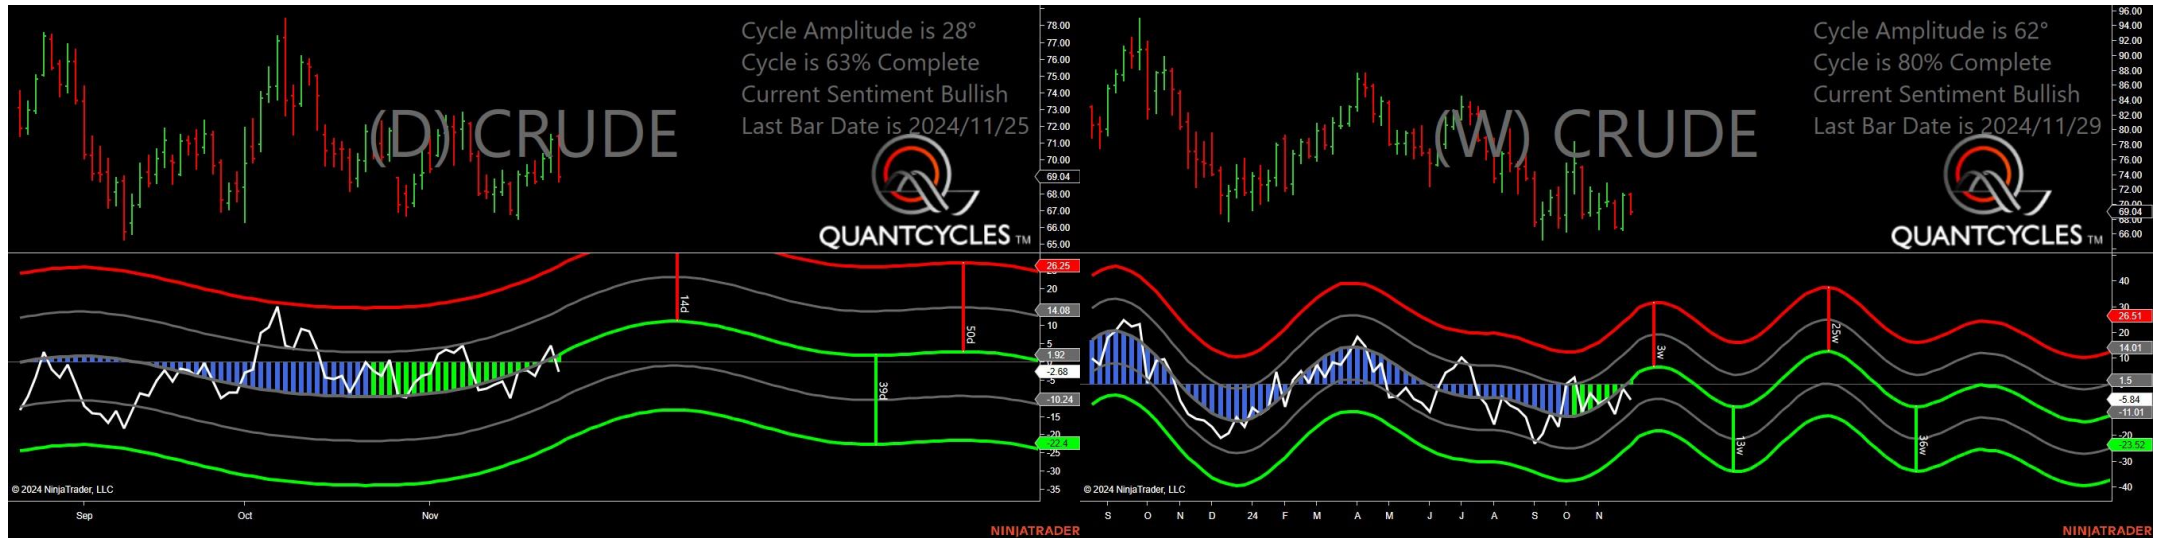 Cycle Amplitude is 28°
Cycle is 63% Complete
Current Sentiment Bullish
Last Bar Date is 2024/11/25
(D) CRUDE
QUANTCYCLES TM
78.00
77.00
76.00
75.00
74.00
73.00
72.00
71.00
70.00
69.04
68.00
67.00
66.00
65.00
14d
50d
39d
26.25
20
14.08
10
5
1.92
-2.68
-5
-10.24
-15
-20
-22.4
-25
-30
-35
© 2024 NinjaTrader, LLC
Sep
Oct
Nov
NINJATRADER
Cycle Amplitude is 62°
Cycle is 80% Complete
Current Sentiment Bullish
Last Bar Date is 2024/11/29
(W) CRUDE
QUANTCYCLES TM
96.00
94.00
92.00
90.00
88.00
86.00
84.00
82.00
80.00
78.00
76.00
74.00
72.00
70.00
69.04
68.00
66.00
3w
25w
13w
36w
40
30
26.51
20
14.01
10
1.5
-5.84
-11.01
-20
-23.52
-30
-40
© 2024 NinjaTrader, LLC
S O N D 24 F M A M J J A S O N
NINJATRADER